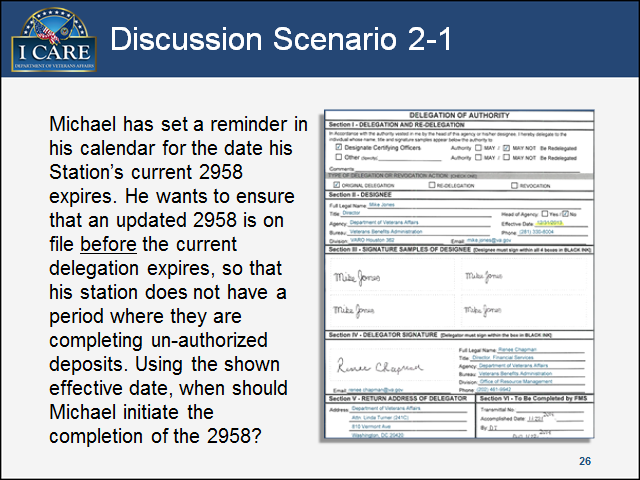 I CARE
DEPARTMENT OF VETERANS AFFAIRS
Discussion Scenario 2-1
Michael has set a reminder in
his calendar for the date his
Station's current 2958
expires. He wants to ensure
that an updated 2958 is on
file before the current
delegation expires, so that
his station does not have a
period where they are
completing un-authorized
deposits. Using the shown
effective date, when should
Michael initiate the
completion of the 2958?
DELEGATION OF AUTHORITY
Section I - DELEGATION AND RE-DELEGATION
In Accordance with the authority vested in me by the head of this agency or his/her designee, I hereby delegate to the
individual whose name, title and signature samples appear below the authority to
Designate Certifying Officers Authority MAY / MAY NOT Be Redelegated
Other (Specify) Authority MAY / MAY NOT Be Redelegated
Comments
TYPE OF DELEGATION OR REVOCATION ACTION (CHECK ONE)
ORIGINAL DELEGATION RE-DELEGATION REVOCATION
Section II - DESIGNEE
Full Legal Name: Mike Jones
Title: Director Head of Agency: Yes / No
Agency: Department of Veterans Affairs Effective Date: 12/31/2013
Bureau: Veterans Benefits Administration Phone:
Division: VARO Houston 362 Email: mike.jones@va.gov
Section III - SIGNATURE SAMPLES OF DESIGNEE (Designee must sign within all 4 boxes in BLACK INK)
Mike Jones Mike Jones
Mike Jones Mike Jones
Section IV - DELEGATOR SIGNATURE (Delegator must sign within the box in BLACK INK)
Renee Chapman
Full Legal Name: Renee Chapman
Title: Director, Financial Services
Agency: Department of Veterans Affairs
Bureau: Veterans Benefits Administration
Division: Office of Resource Management
Email: renee.chapman@va.gov Phone:
Section V - RETURN ADDRESS OF DELEGATOR
Address: Department of Veterans Affairs
Attn: Linda Turner (241C)
810 Vermont Ave
Washington, DC 20420
Section VI - To Be Completed by FMS
Transmittal No:
Accomplished Date:
By
26